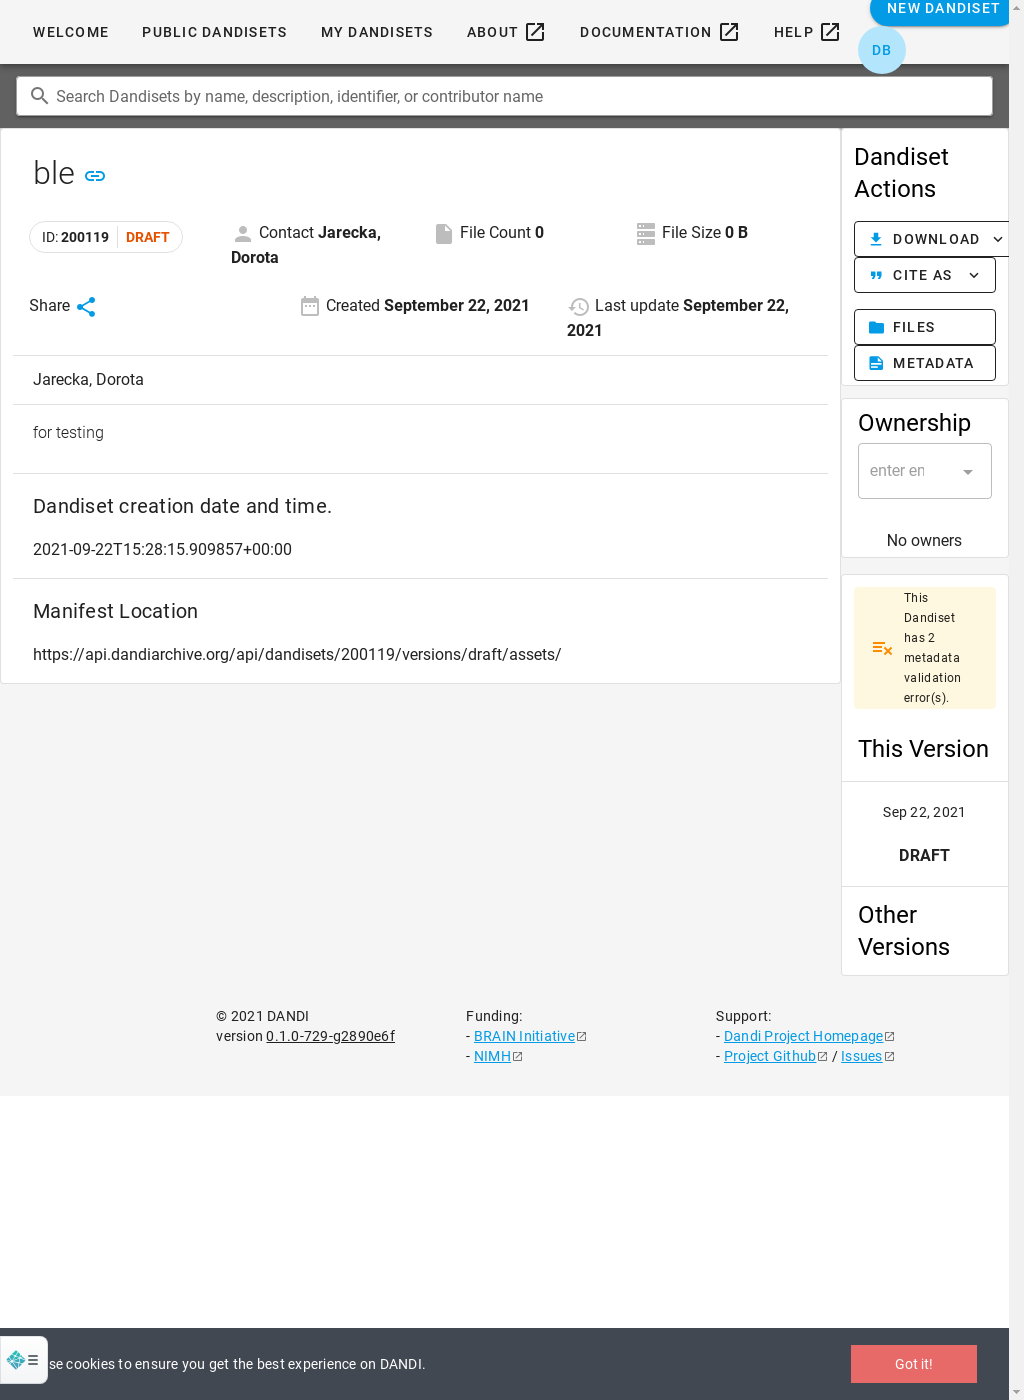 WELCOME
PUBLIC DANDISETS
MY DANDISETS
ABOUT
DOCUMENTATION
HELP
NEW DANDISET
DB
Search Dandisets by name, description, identifier, or contributor name
ble
ID: 200119 DRAFT
Contact Jarecka,
Dorota
File Count 0
File Size 0 B
Share
Created September 22, 2021
Last update September 22,
2021
Jarecka, Dorota
for testing
Dandiset creation date and time.
2021-09-22T15:28:15.909857+00:00
Manifest Location
https://api.dandiarchive.org/api/dandisets/200119/versions/draft/assets/
Dandiset
Actions
DOWNLOAD
CITE AS
FILES
METADATA
Ownership
enter en
No owners
This
Dandiset
has 2
metadata
validation
error(s).
This Version
Sep 22, 2021
DRAFT
Other
Versions
© 2021 DANDI
version 0.1.0-729-g2890e6f
Funding:
- BRAIN Initiative
- NIMH
Support:
- Dandi Project Homepage
- Project Github / Issues
se cookies to ensure you get the best experience on DANDI.
Got it!